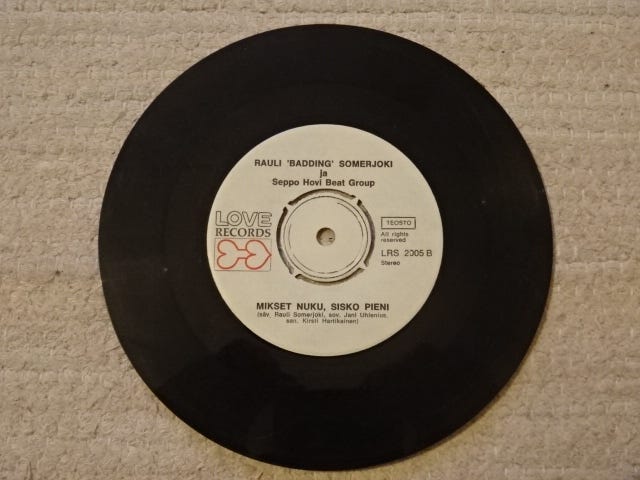 RAULI 'BADDING' SOMERJOKI
ja
Seppo Hovi Beat Group
LOVE
RECORDS
TEOSTO
All rights
reserved
LRS 2005 B
Stereo
MIKSET NUKU, SISKO PIENI
(säv. Rauli Somerjoki, sov. Jani Uhlenius,
san. Kirsti Hartikainen)